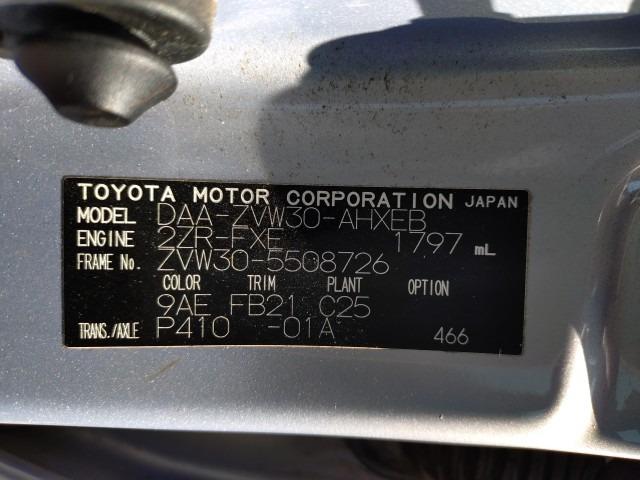 TOYOTA MOTOR CORPORATION JAPAN
MODEL DAA-ZVW30-AHXEB
ENGINE 2ZR-FXE 1797 mL
FRAME No. ZVW30-5508726
COLOR TRIM PLANT OPTION
9AE FB21 C25
TRANS./AXLE P410 -01A 466